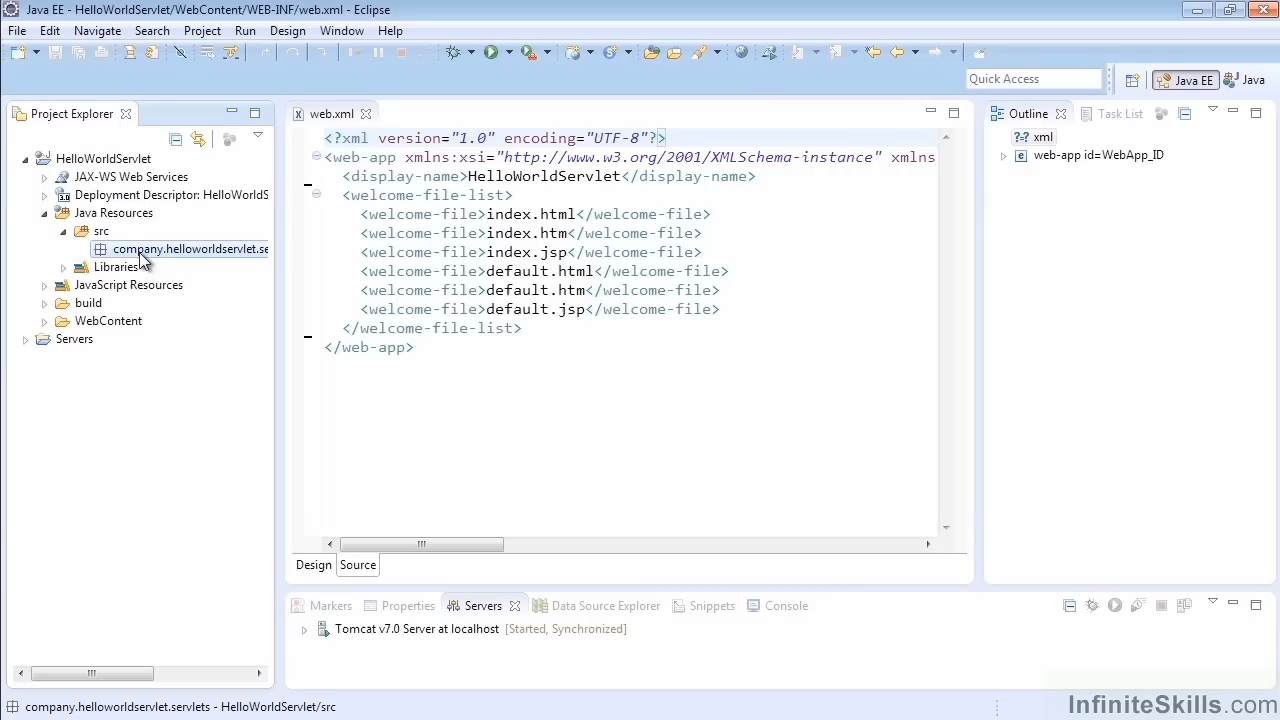 Java EE - HelloWorldServlet/WebContent/WEB-INF/web.xml - Eclipse
File Edit Navigate Search Project Run Design Window Help
Quick Access
Java EE
Java
Project Explorer
HelloWorldServlet
JAX-WS Web Services
Deployment Descriptor: HelloWorldS
Java Resources
src
company.helloworldservlet.se
Libraries
JavaScript Resources
build
WebContent
Servers
web.xml
<?xml version="1.0" encoding="UTF-8"?>
<web-app xmlns:xsi="http://www.w3.org/2001/XMLSchema-instance" xmlns
<display-name>HelloWorldServlet</display-name>
<welcome-file-list>
<welcome-file>index.html</welcome-file>
<welcome-file>index.htm</welcome-file>
<welcome-file>index.jsp</welcome-file>
<welcome-file>default.html</welcome-file>
<welcome-file>default.htm</welcome-file>
<welcome-file>default.jsp</welcome-file>
</welcome-file-list>
</web-app>
Design Source
Outline Task List
?? xml
web-app id=WebApp_ID
Markers Properties Servers Data Source Explorer Snippets Console
Tomcat v7.0 Server at localhost [Started, Synchronized]
company.helloworldservlet.servlets - HelloWorldServlet/src
InfiniteSkills.com